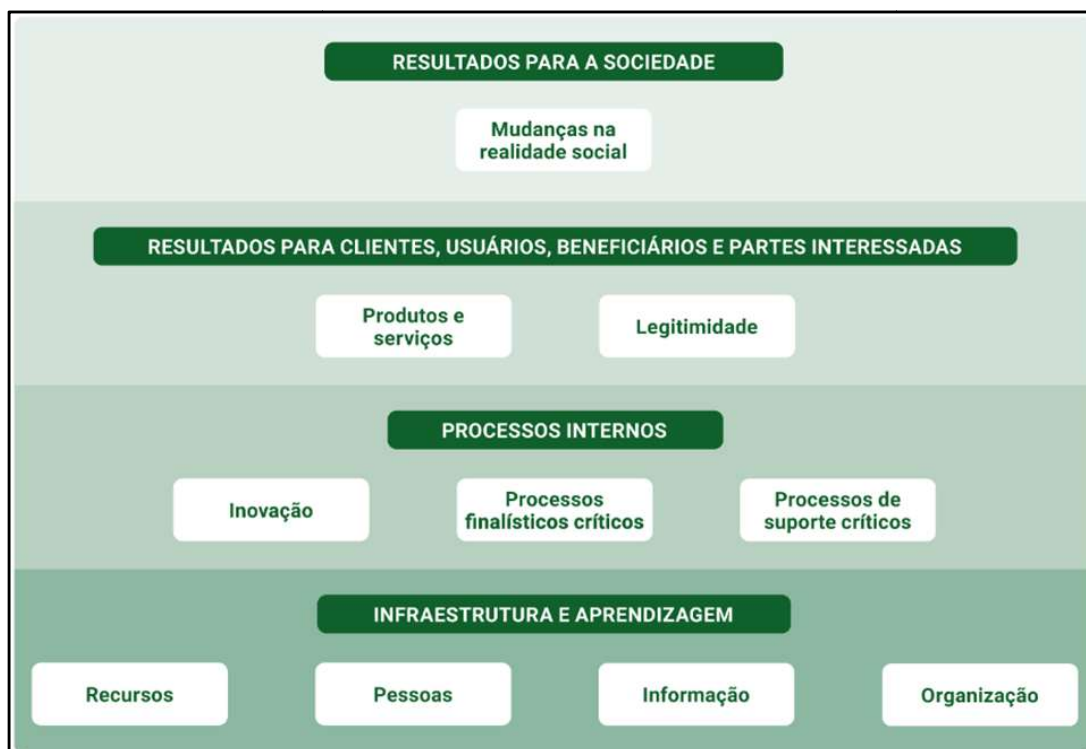 RESULTADOS PARA A SOCIEDADE
Mudanças na
realidade social
RESULTADOS PARA CLIENTES, USUÁRIOS, BENEFICIÁRIOS E PARTES INTERESSADAS
Produtos e
serviços
Legitimidade
PROCESSOS INTERNOS
Inovação
Processos
finalísticos críticos
Processos de
suporte críticos
INFRAESTRUTURA E APRENDIZAGEM
Recursos
Pessoas
Informação
Organização